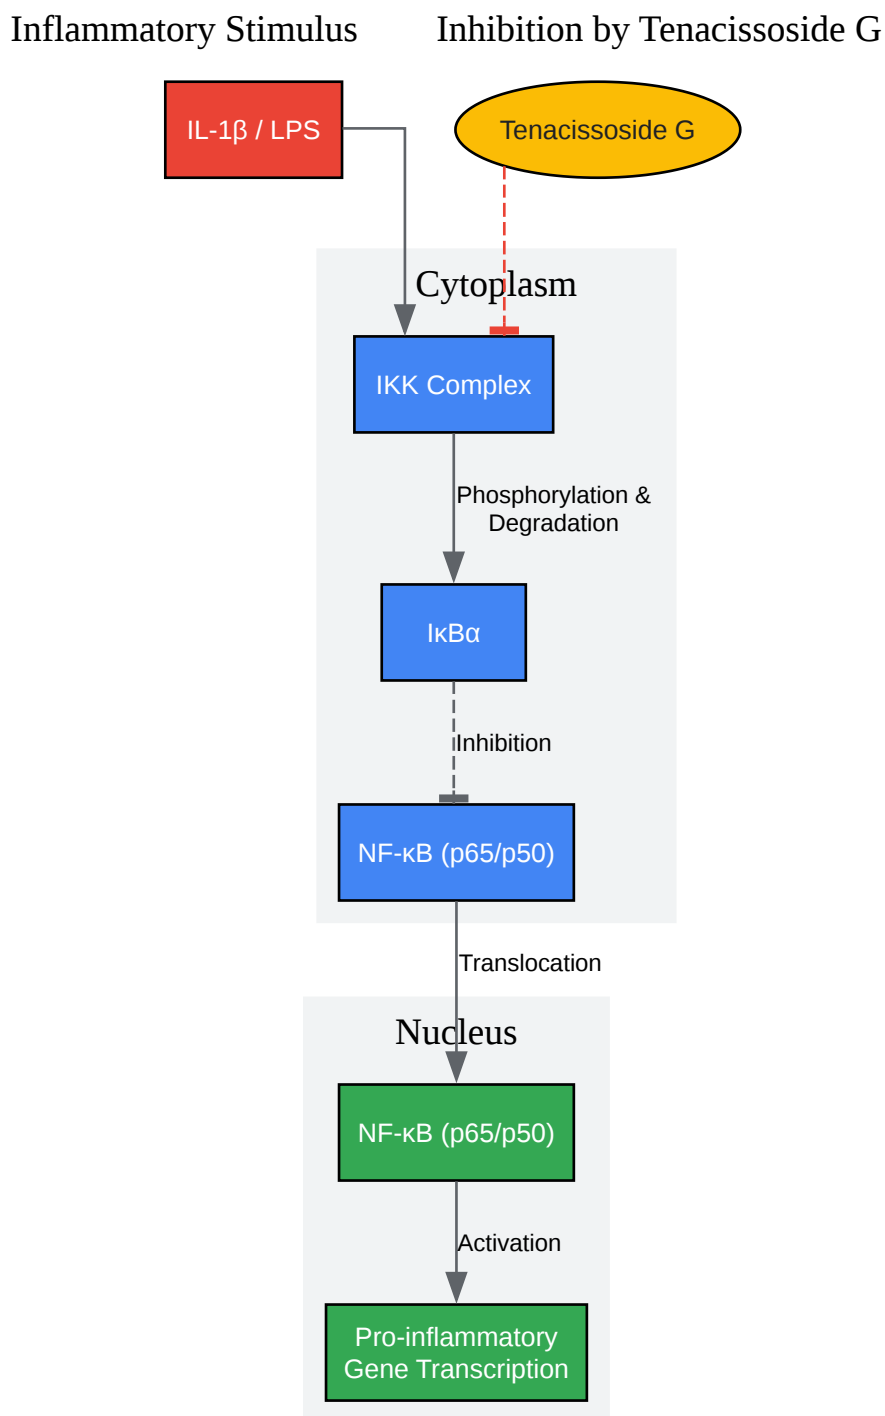 Inflammatory Stimulus
Inhibition by Tenacissoside G
IL-1β / LPS
Tenacissoside G
Cytoplasm
IKK Complex
Phosphorylation &
Degradation
IκBα
Inhibition
NF-κB (p65/p50)
Translocation
Nucleus
NF-κB (p65/p50)
Activation
Pro-inflammatory
Gene Transcription